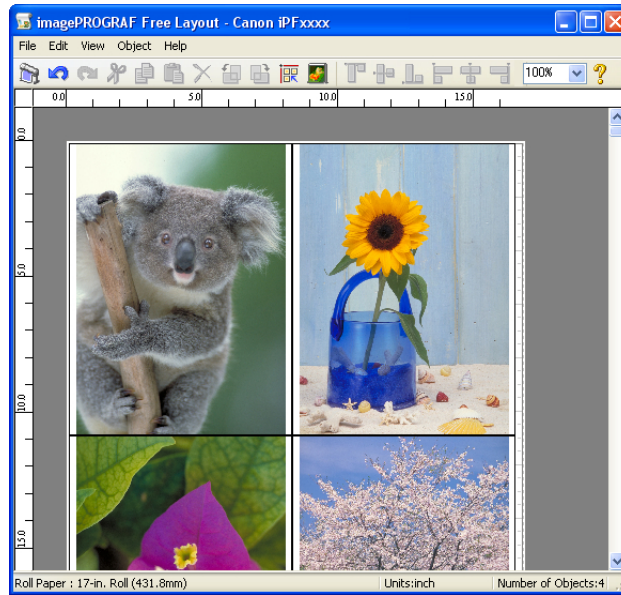 imagePROGRAF Free Layout - Canon iPFxxxx
File Edit View Object Help
100%
0.0 5.0 10.0 15.0
0.0
5.0
10.0
15.0
Roll Paper : 17-in. Roll (431.8mm) Units:inch Number of Objects:4